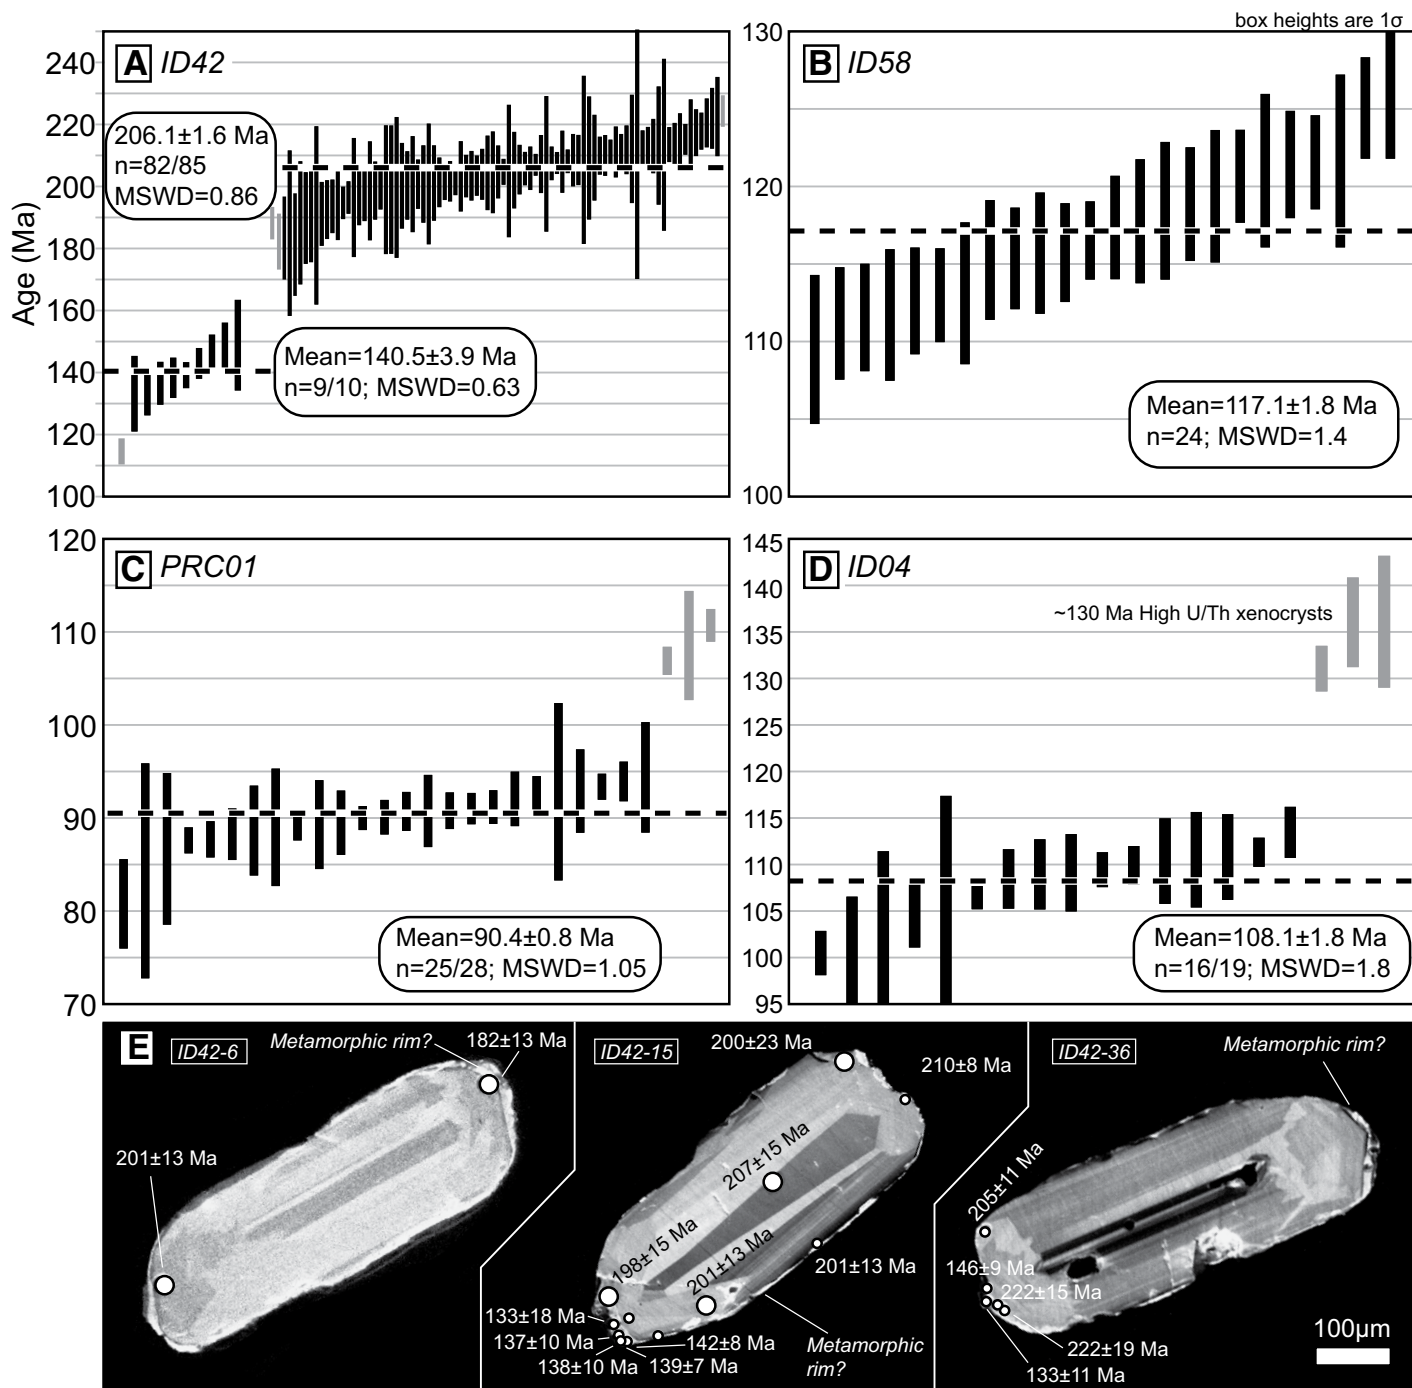 box heights are 1σ
A ID42
240
220
200
180
160
140
120
100
Age (Ma)
206.1±1.6 Ma
n=82/85
MSWD=0.86
Mean=140.5±3.9 Ma
n=9/10; MSWD=0.63
B ID58
130
120
110
100
Mean=117.1±1.8 Ma
n=24; MSWD=1.4
C PRC01
120
110
100
90
80
70
Mean=90.4±0.8 Ma
n=25/28; MSWD=1.05
D ID04
145
140
135
130
125
120
115
110
105
100
95
~130 Ma High U/Th xenocrysts
Mean=108.1±1.8 Ma
n=16/19; MSWD=1.8
E
ID42-6
Metamorphic rim?
182±13 Ma
201±13 Ma
ID42-15
200±23 Ma
210±8 Ma
207±15 Ma
198±15 Ma
201±13 Ma
201±13 Ma
133±18 Ma
137±10 Ma
138±10 Ma
139±7 Ma
142±8 Ma
Metamorphic
rim?
ID42-36
Metamorphic rim?
205±11 Ma
146±9 Ma
222±15 Ma
222±19 Ma
133±11 Ma
100µm